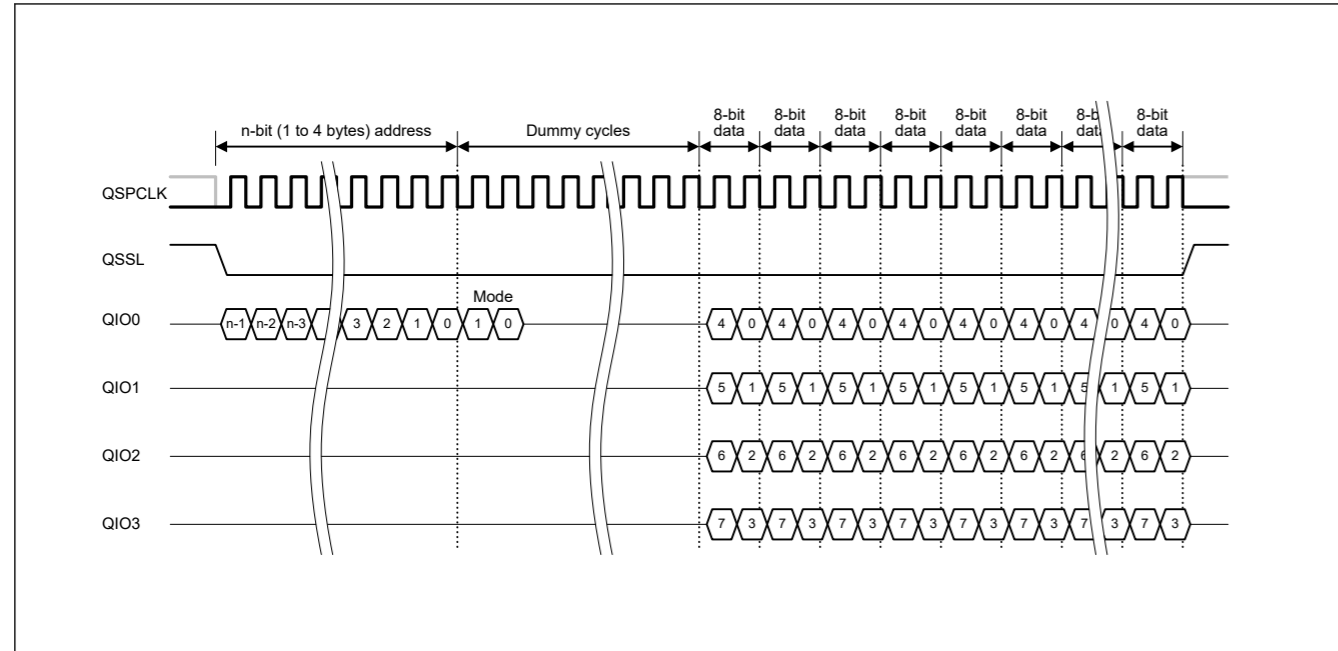 8-bit 8-bit 8-bit 8-bit 8-bit 8-bit 8-b 8-bit
n-bit (1 to 4 bytes) address Dummy cycles data data data data data data dat data
QSPCLK
QSSL
Mode
QIO0 n-1 n-2 n-3 3 2 1 0 1 0 4 0 4 0 4 0 4 0 4 0 4 0 4 0 4 0
QIO1 5 1 5 1 5 1 5 1 5 1 5 1 5 1 5 1
QIO2 6 2 6 2 6 2 6 2 6 2 6 2 6 2 6 2
QIO3 7 3 7 3 7 3 7 3 7 3 7 3 7 3 7 3